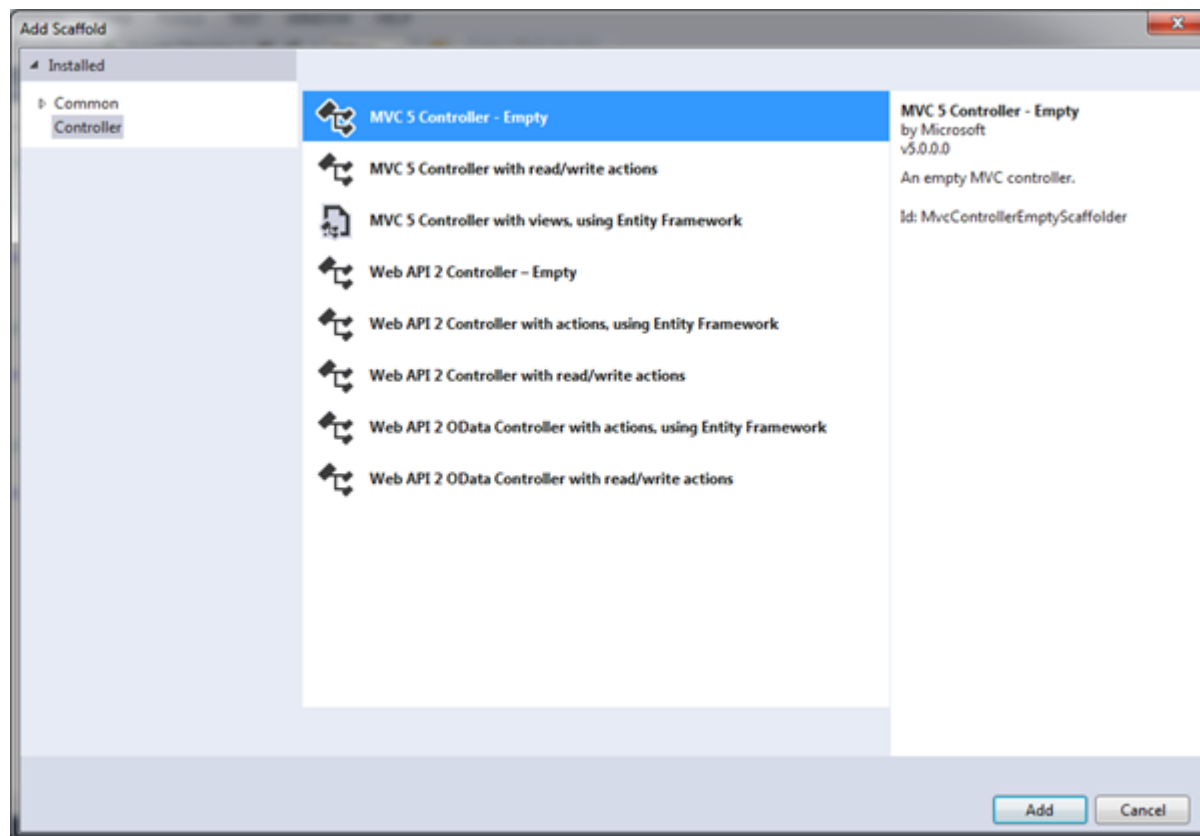 Add Scaffold
Installed
Common
Controller
MVC 5 Controller - Empty
MVC 5 Controller with read/write actions
MVC 5 Controller with views, using Entity Framework
Web API 2 Controller – Empty
Web API 2 Controller with actions, using Entity Framework
Web API 2 Controller with read/write actions
Web API 2 OData Controller with actions, using Entity Framework
Web API 2 OData Controller with read/write actions
MVC 5 Controller - Empty
by Microsoft
v5.0.0.0
An empty MVC controller.
Id: MvcControllerEmptyScaffolder
Add
Cancel